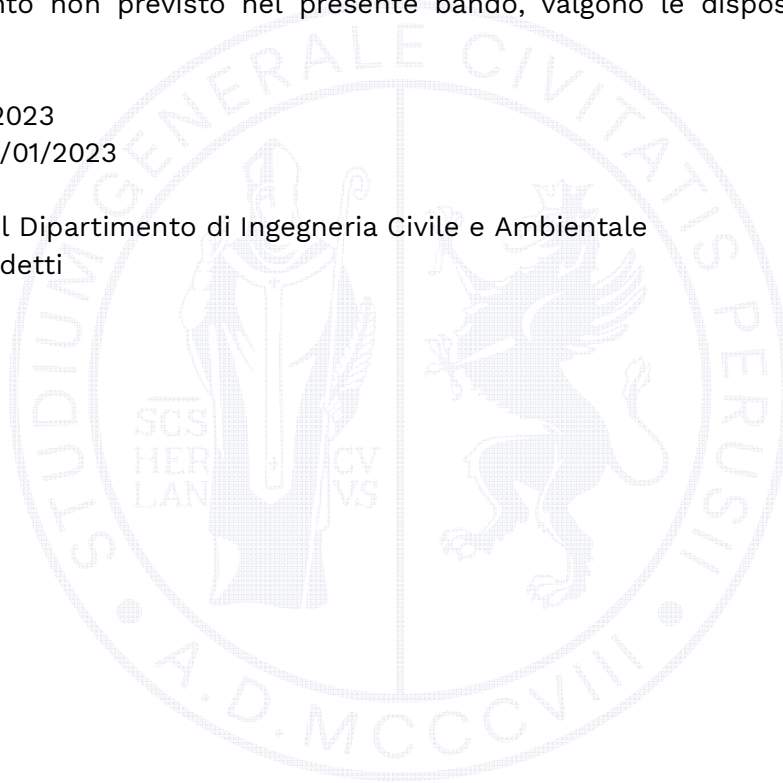 nto non previsto nel presente bando, valgono le dispos
2023
/01/2023
l Dipartimento di Ingegneria Civile e Ambientale
detti
STUDIUM GENERALE CIVITATIS PERUSII
SCS
HER
LAN
CV
VS
A.D. MCCCVIII